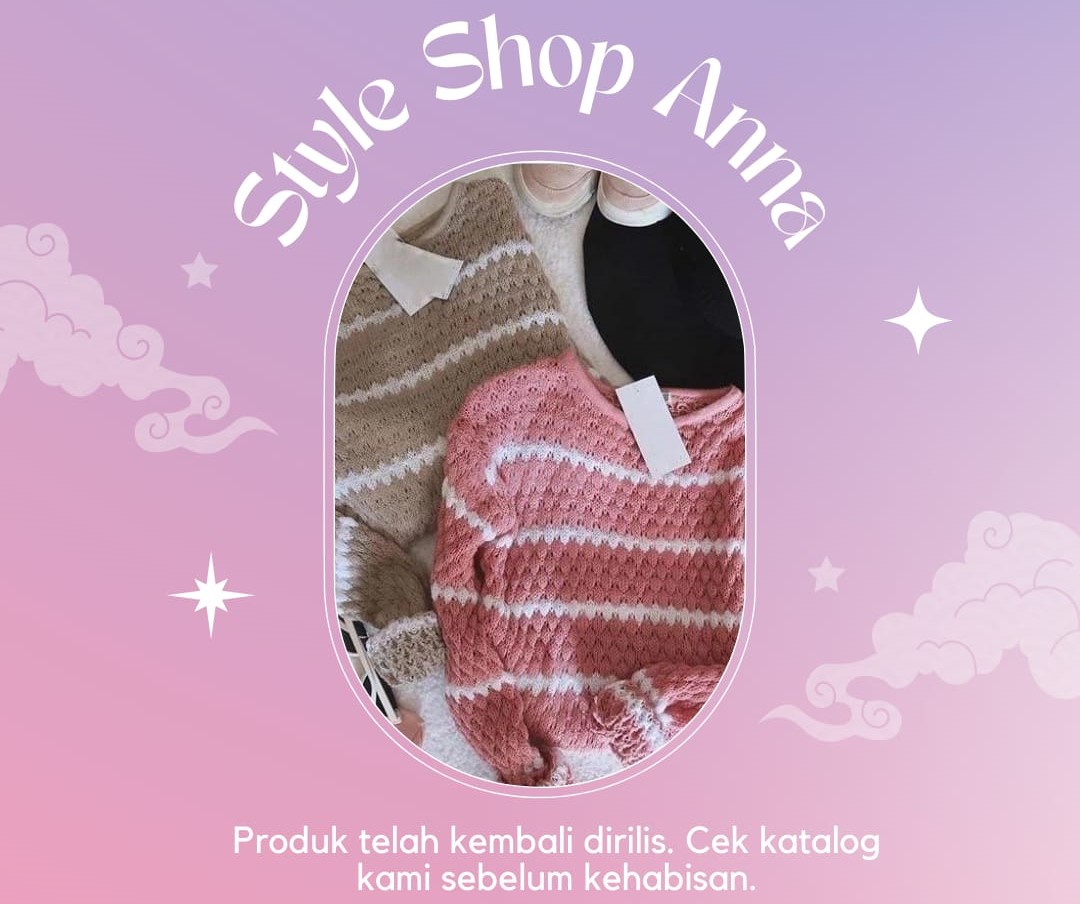 Style Shop Anna
Produk telah kembali dirilis. Cek katalog
kami sebelum kehabisan.